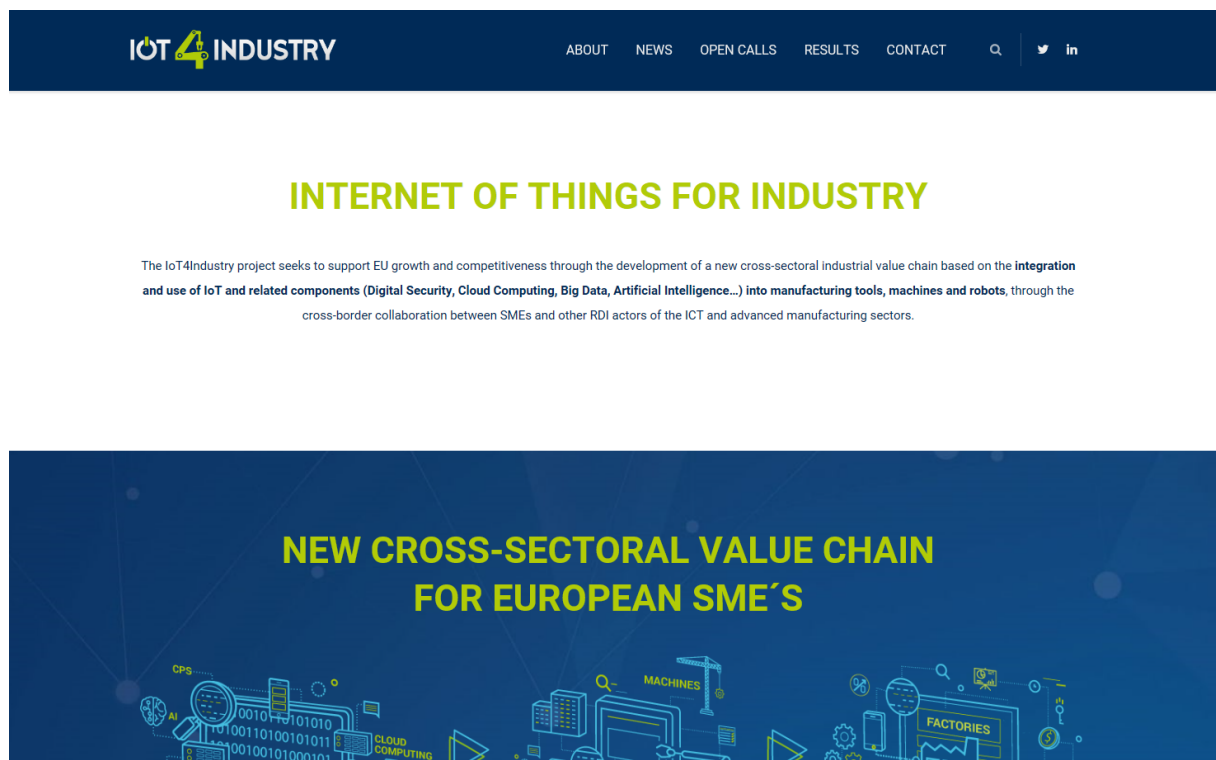 IOT 4 INDUSTRY
ABOUT NEWS OPEN CALLS RESULTS CONTACT
INTERNET OF THINGS FOR INDUSTRY
The IoT4Industry project seeks to support EU growth and competitiveness through the development of a new cross-sectoral industrial value chain based on the integration
and use of IoT and related components (Digital Security, Cloud Computing, Big Data, Artificial Intelligence...) into manufacturing tools, machines and robots, through the
cross-border collaboration between SMEs and other RDI actors of the ICT and advanced manufacturing sectors.
NEW CROSS-SECTORAL VALUE CHAIN
FOR EUROPEAN SME´S
CPS
MACHINES
AI
FACTORIES
CLOUD
COMPUTING